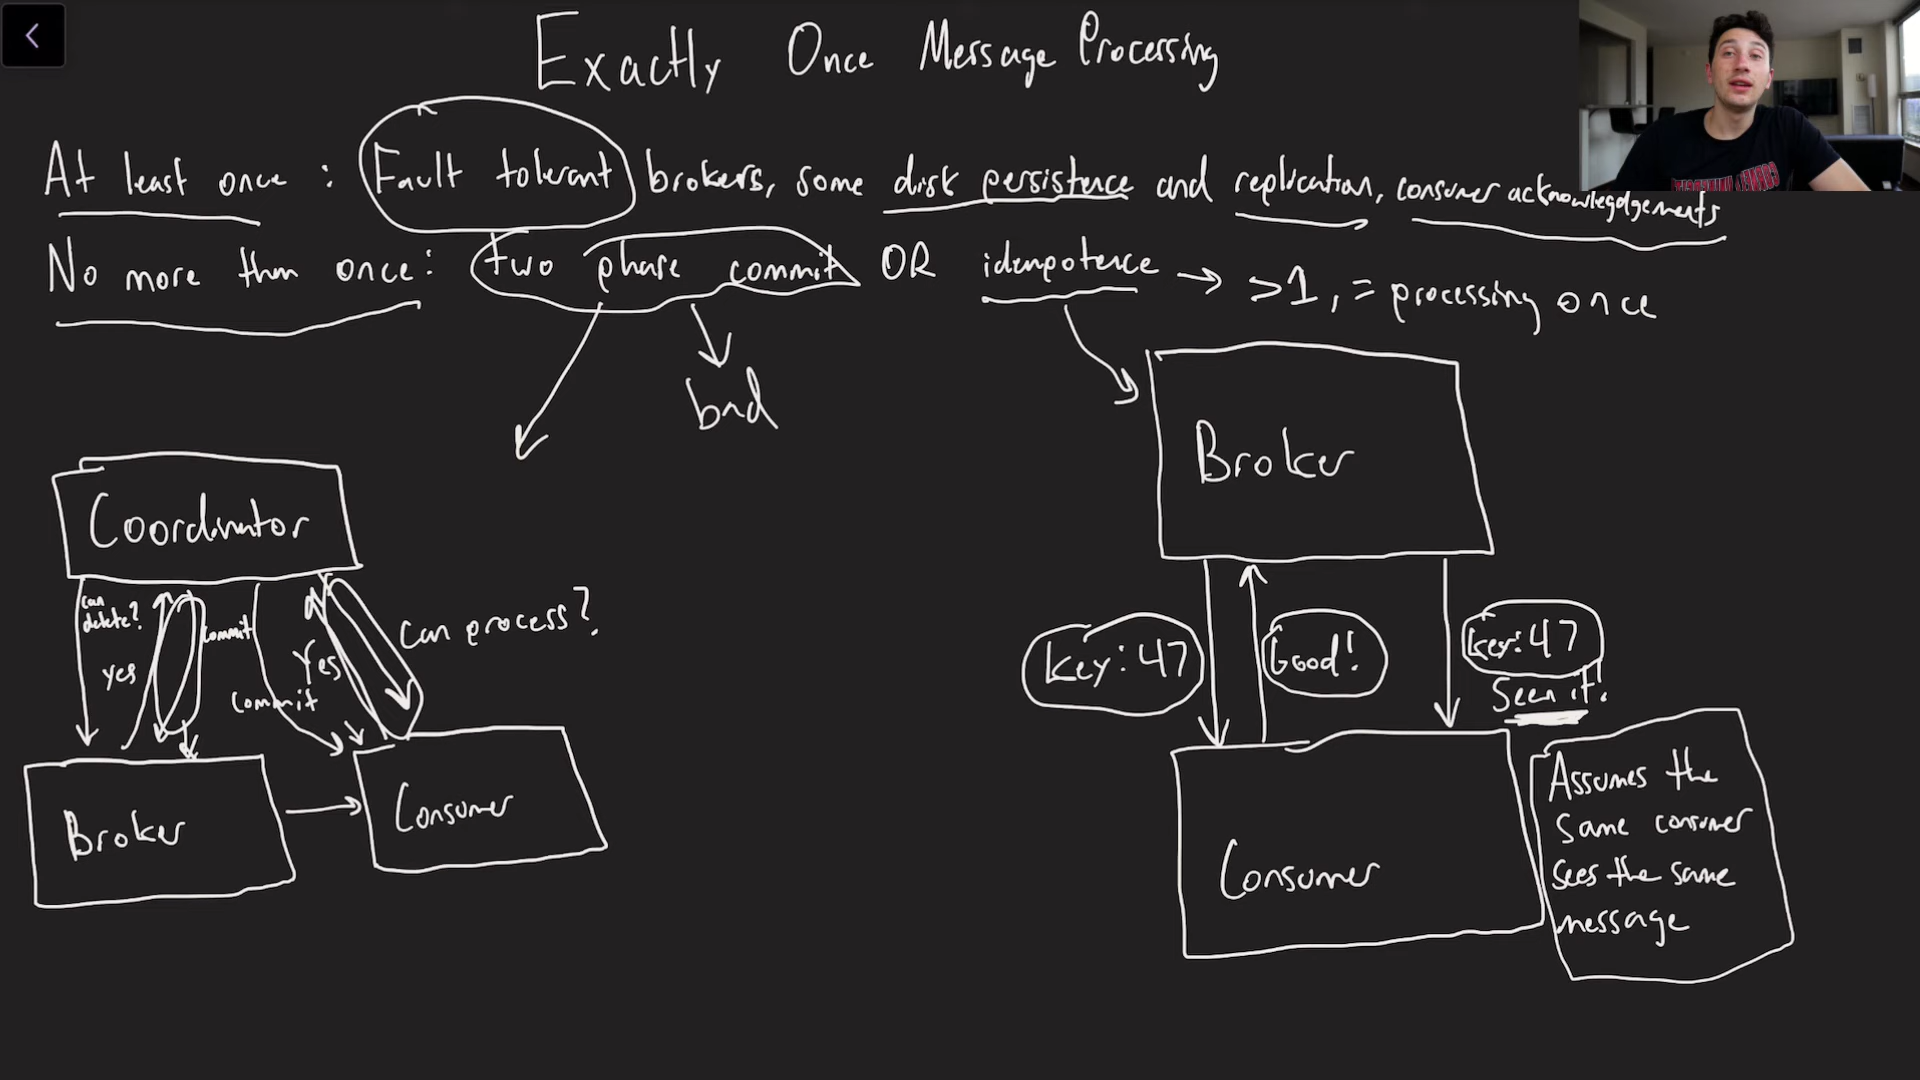 Exactly Once Message Processing
At least once : Fault tolerant brokers, some disk persistence and replication, consumer acknowlegdgements
No more than once: two phase commit OR idempotence → >1, = processing once
bad
Broker
Coordinator
can delete?
yes
commit
commit
Yes
can process?
Key: 47
Good!
Key: 47
Seen it!
Broker
Consumer
Consumer
Assumes the
same consumer
sees the same
message